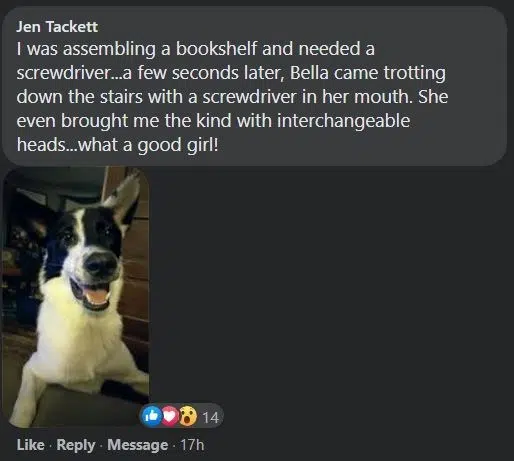 Jen Tackett
I was assembling a bookshelf and needed a
screwdriver...a few seconds later, Bella came trotting
down the stairs with a screwdriver in her mouth. She
even brought me the kind with interchangeable
heads...what a good girl!
14
Like · Reply · Message · 17h